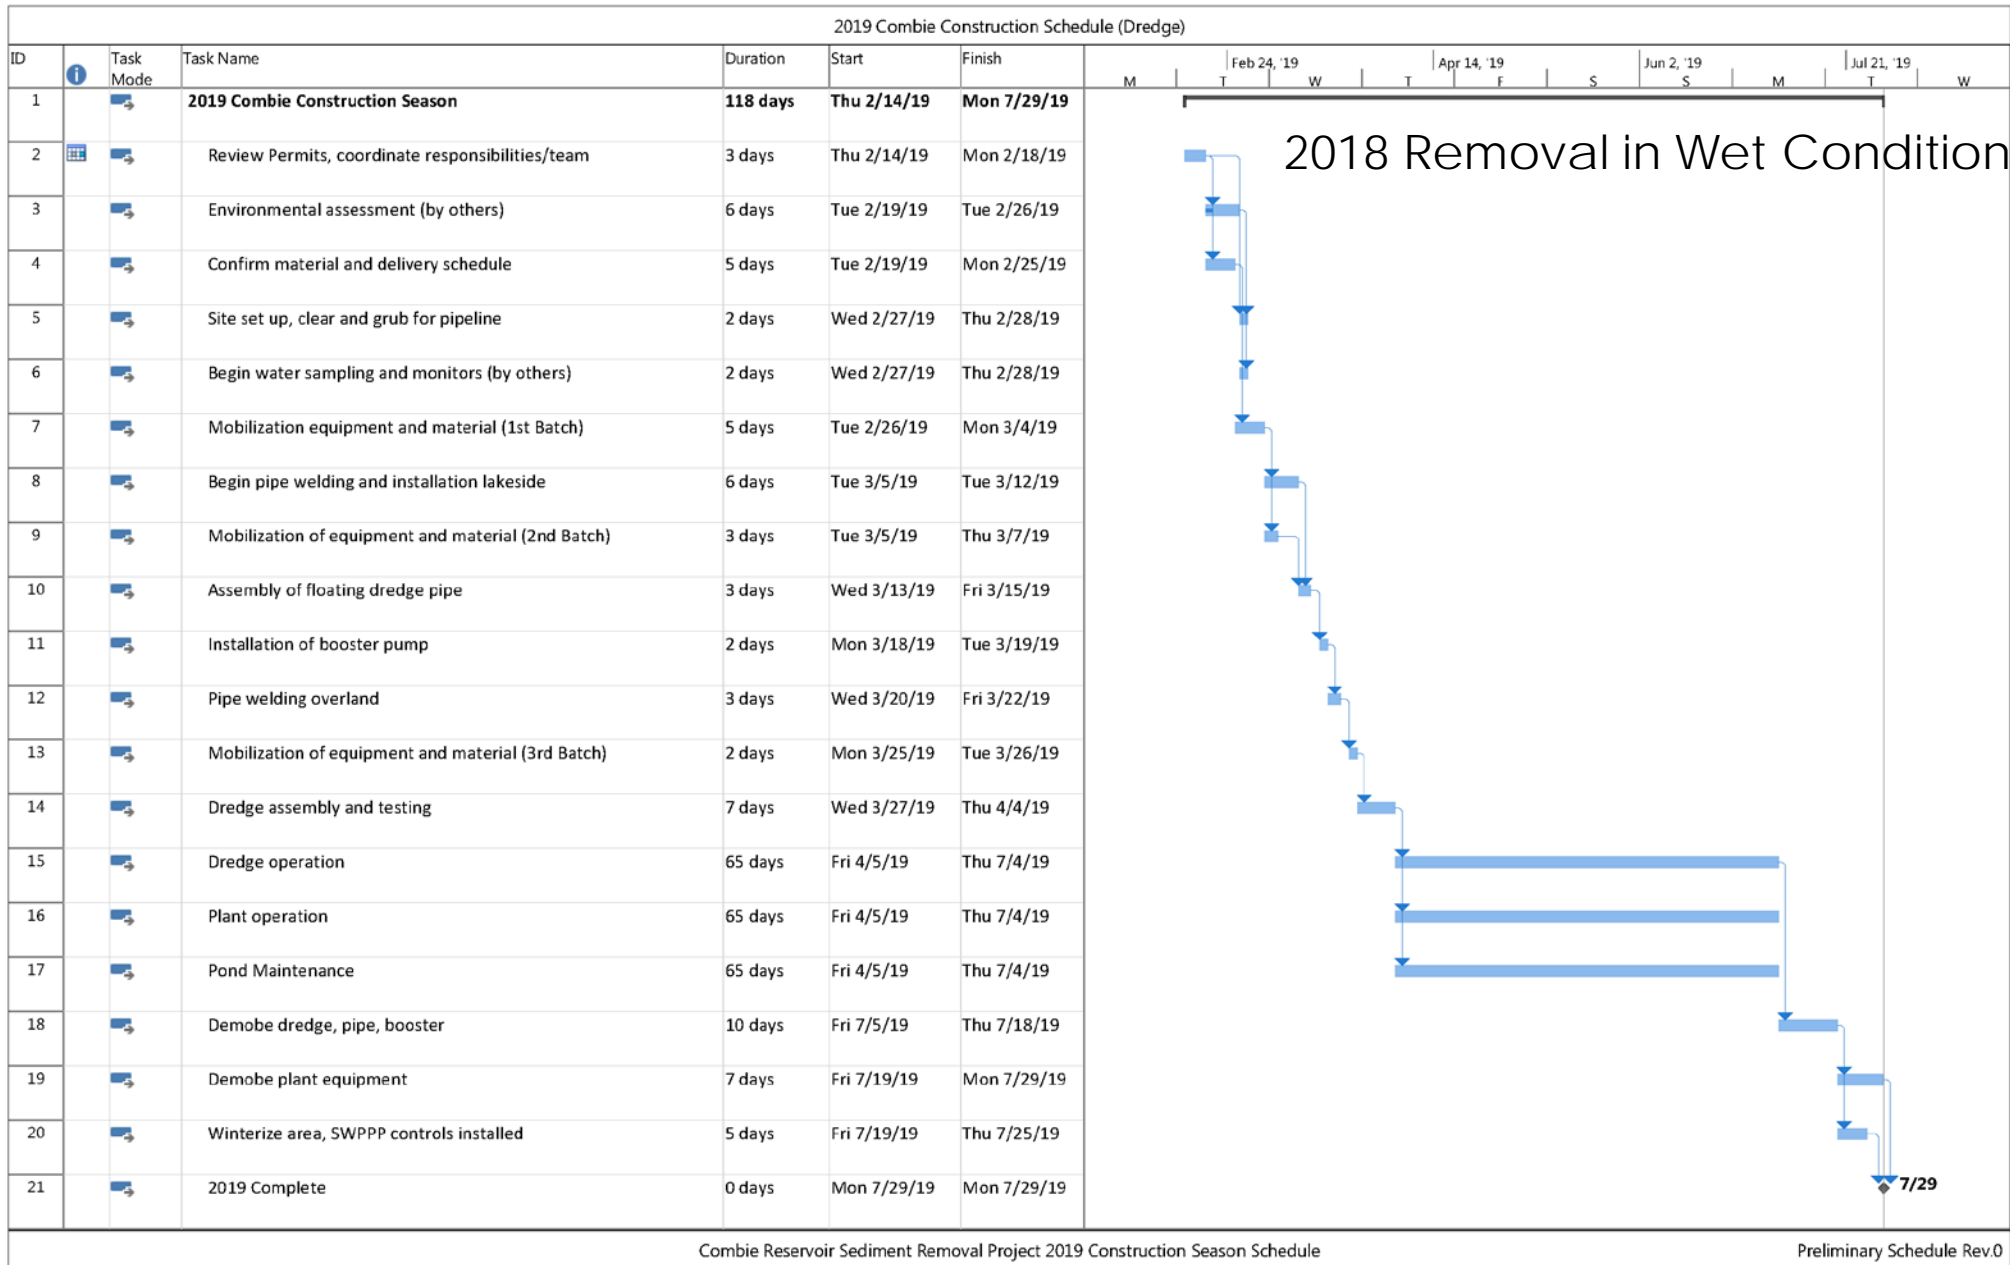 2019 Combie Construction Schedule (Dredge)
ID Task Mode Task Name Duration Start Finish
Feb 24, '19 Apr 14, '19 Jun 2, '19 Jul 21, '19
M T W T F S S M T W
1 2019 Combie Construction Season 118 days Thu 2/14/19 Mon 7/29/19
2018 Removal in Wet Condition
2 Review Permits, coordinate responsibilities/team 3 days Thu 2/14/19 Mon 2/18/19
3 Environmental assessment (by others) 6 days Tue 2/19/19 Tue 2/26/19
4 Confirm material and delivery schedule 5 days Tue 2/19/19 Mon 2/25/19
5 Site set up, clear and grub for pipeline 2 days Wed 2/27/19 Thu 2/28/19
6 Begin water sampling and monitors (by others) 2 days Wed 2/27/19 Thu 2/28/19
7 Mobilization equipment and material (1st Batch) 5 days Tue 2/26/19 Mon 3/4/19
8 Begin pipe welding and installation lakeside 6 days Tue 3/5/19 Tue 3/12/19
9 Mobilization of equipment and material (2nd Batch) 3 days Tue 3/5/19 Thu 3/7/19
10 Assembly of floating dredge pipe 3 days Wed 3/13/19 Fri 3/15/19
11 Installation of booster pump 2 days Mon 3/18/19 Tue 3/19/19
12 Pipe welding overland 3 days Wed 3/20/19 Fri 3/22/19
13 Mobilization of equipment and material (3rd Batch) 2 days Mon 3/25/19 Tue 3/26/19
14 Dredge assembly and testing 7 days Wed 3/27/19 Thu 4/4/19
15 Dredge operation 65 days Fri 4/5/19 Thu 7/4/19
16 Plant operation 65 days Fri 4/5/19 Thu 7/4/19
17 Pond Maintenance 65 days Fri 4/5/19 Thu 7/4/19
18 Demobe dredge, pipe, booster 10 days Fri 7/5/19 Thu 7/18/19
19 Demobe plant equipment 7 days Fri 7/19/19 Mon 7/29/19
20 Winterize area, SWPPP controls installed 5 days Fri 7/19/19 Thu 7/25/19
21 2019 Complete 0 days Mon 7/29/19 Mon 7/29/19
7/29
Combie Reservoir Sediment Removal Project 2019 Construction Season Schedule
Preliminary Schedule Rev.0